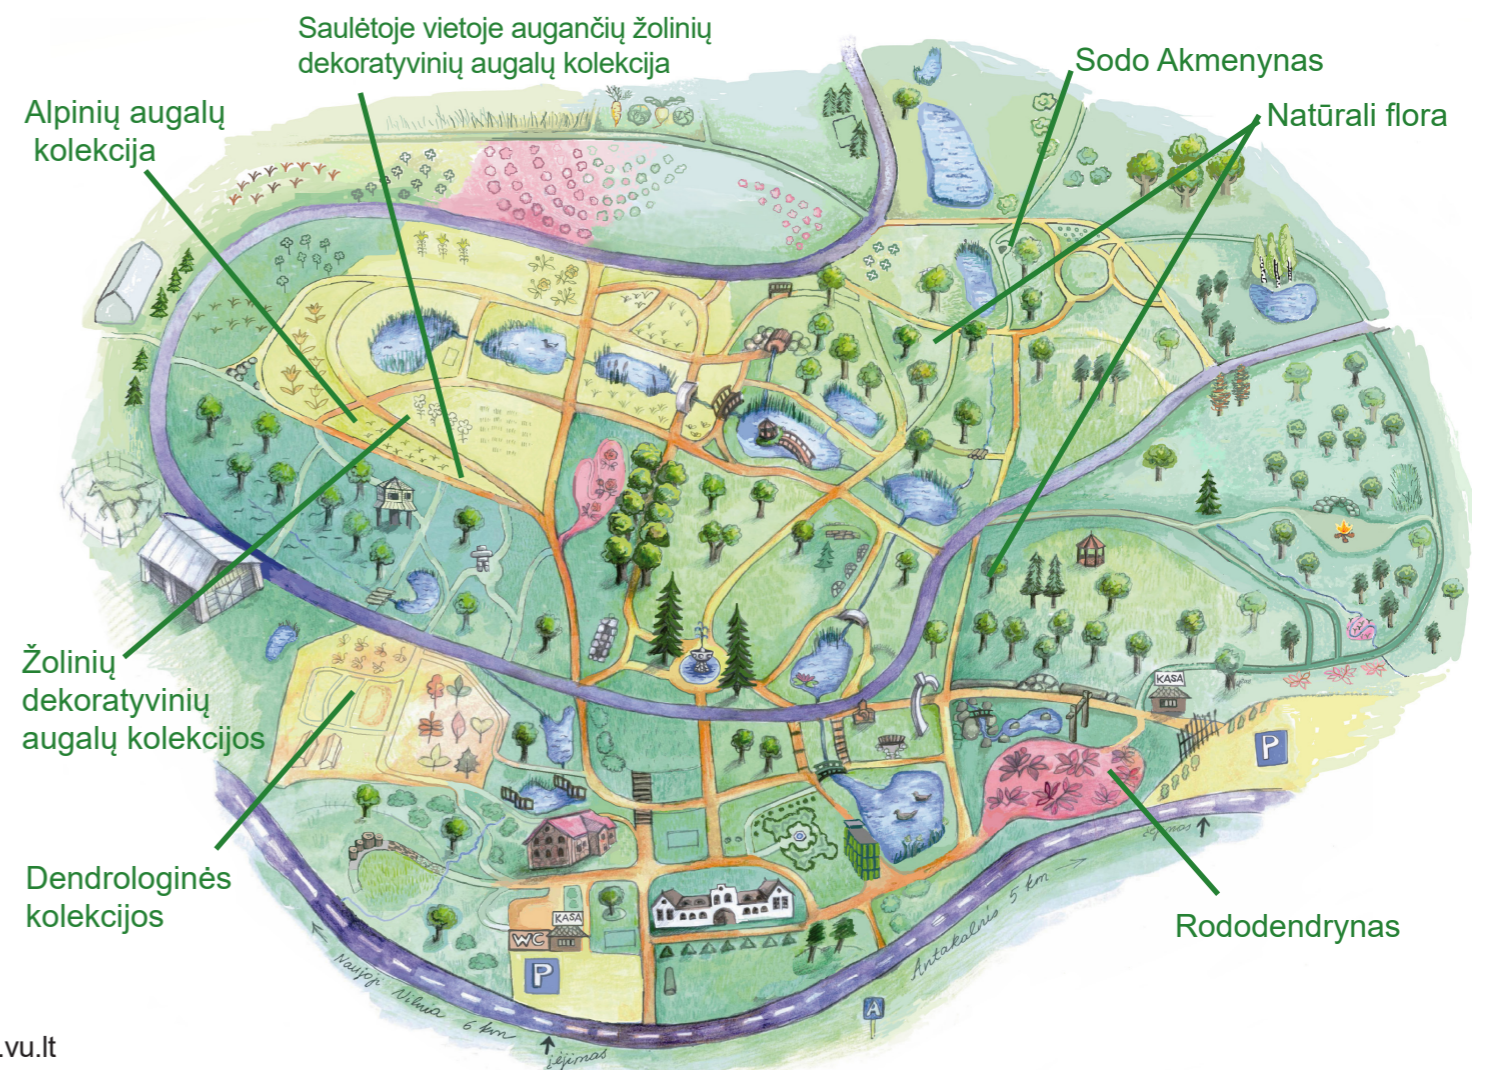 Saulėtoje vietoje augančių žolinių
dekoratyvinių augalų kolekcija
Sodo Akmenynas
Natūrali flora
Alpinių augalų
kolekcija
Žolinių
dekoratyvinių
augalų kolekcijos
Dendrologinės
kolekcijos
Rododendrynas
KASA
P
įėjimas
KASA
WC
P
A
Antakalnis 5 km
Naujoji Vilnia 6 km
įėjimas
.vu.lt